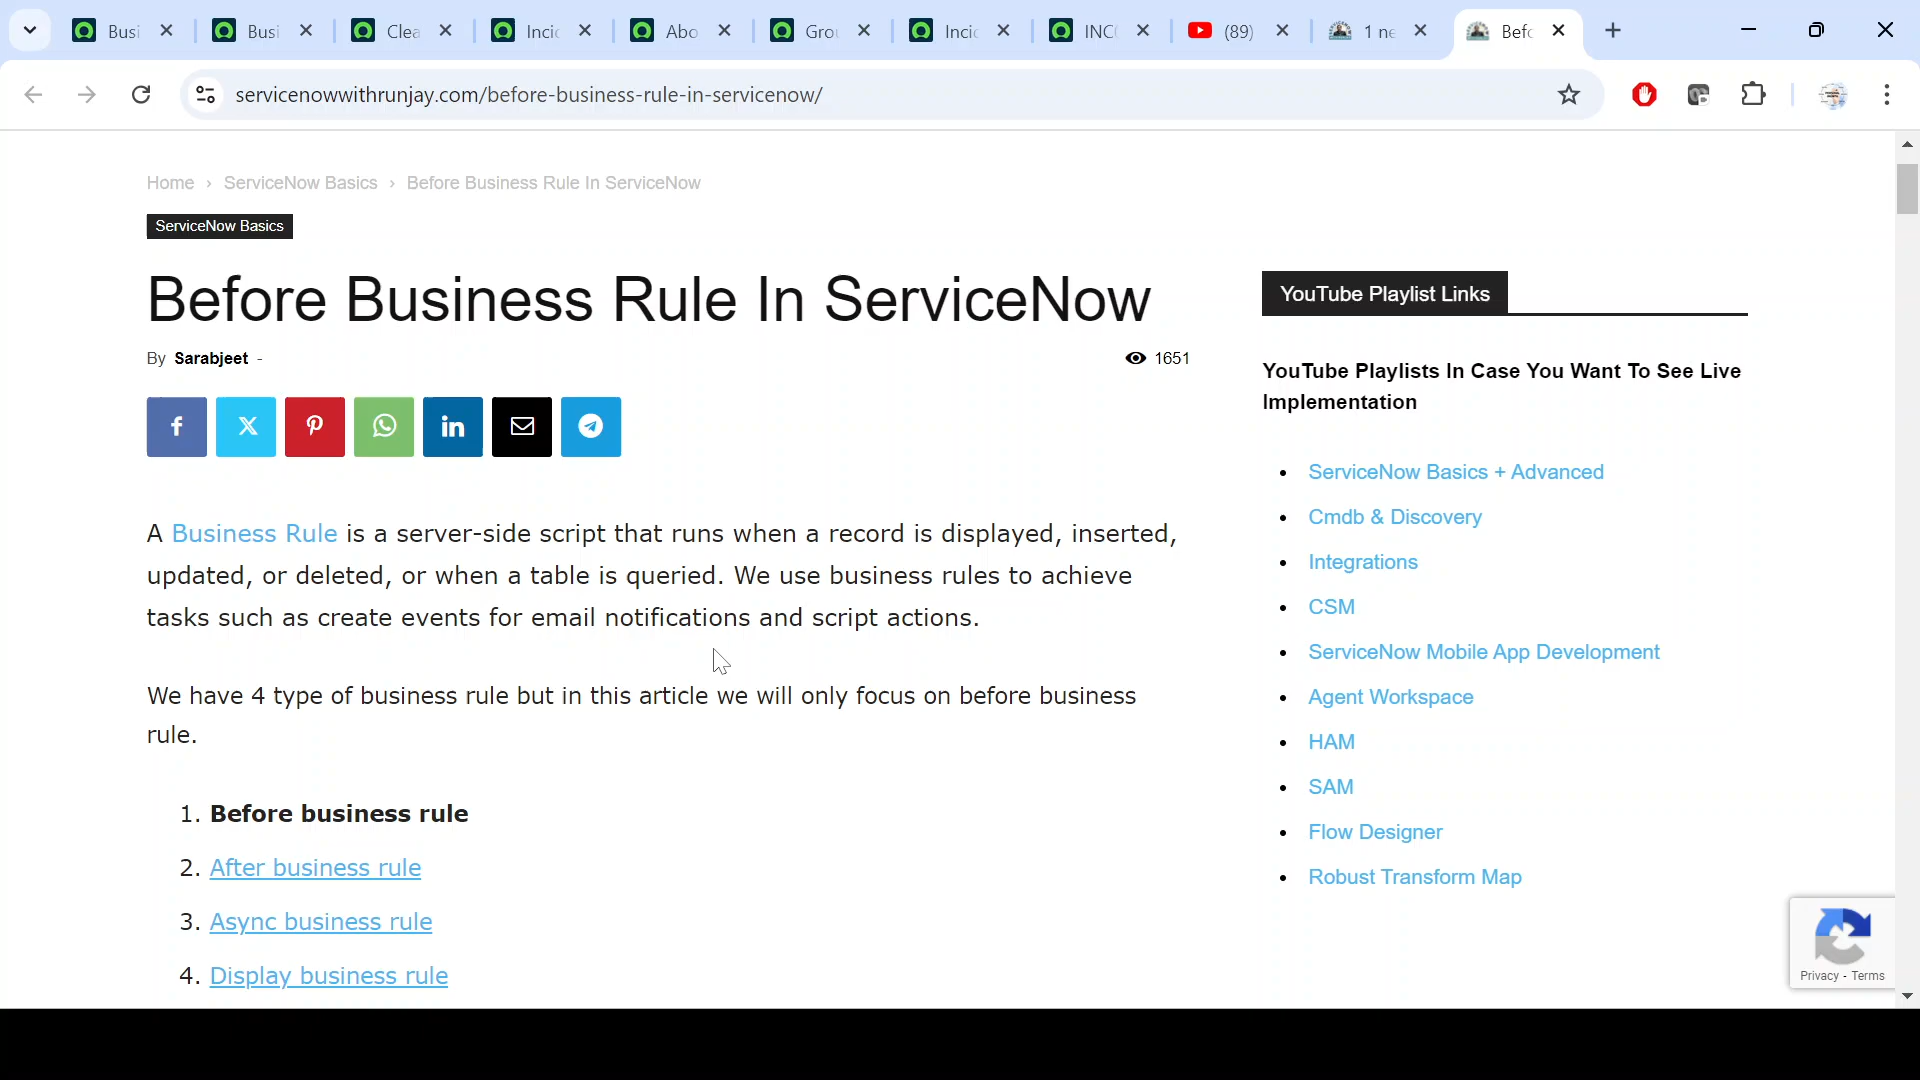 Busi
Busi
Clea
Incic
Abo
Grou
Incic
INC
(89)
1 ne
Befo
servicenowwithrunjay.com/before-business-rule-in-servicenow/
Home › ServiceNow Basics › Before Business Rule In ServiceNow
ServiceNow Basics
Before Business Rule In ServiceNow
By Sarabjeet -
1651
A Business Rule is a server-side script that runs when a record is displayed, inserted,
updated, or deleted, or when a table is queried. We use business rules to achieve
tasks such as create events for email notifications and script actions.
We have 4 type of business rule but in this article we will only focus on before business
rule.
1. Before business rule
2. After business rule
3. Async business rule
4. Display business rule
YouTube Playlist Links
YouTube Playlists In Case You Want To See Live
Implementation
• ServiceNow Basics + Advanced
• Cmdb & Discovery
• Integrations
• CSM
• ServiceNow Mobile App Development
• Agent Workspace
• HAM
• SAM
• Flow Designer
• Robust Transform Map
Privacy - Terms